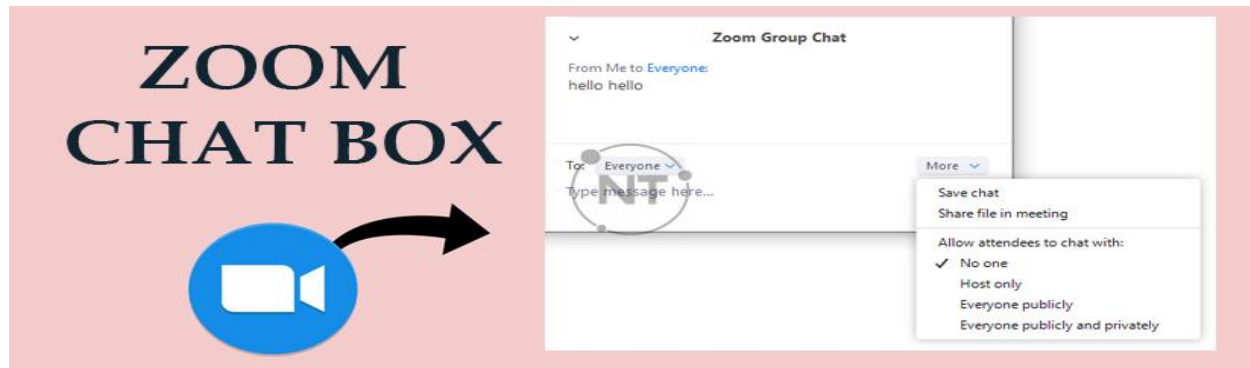 ZOOM
CHAT BOX
Zoom Group Chat
From Me to Everyone:
hello hello
To: Everyone
More
Type message here...
NT
Save chat
Share file in meeting
Allow attendees to chat with:
✓ No one
Host only
Everyone publicly
Everyone publicly and privately